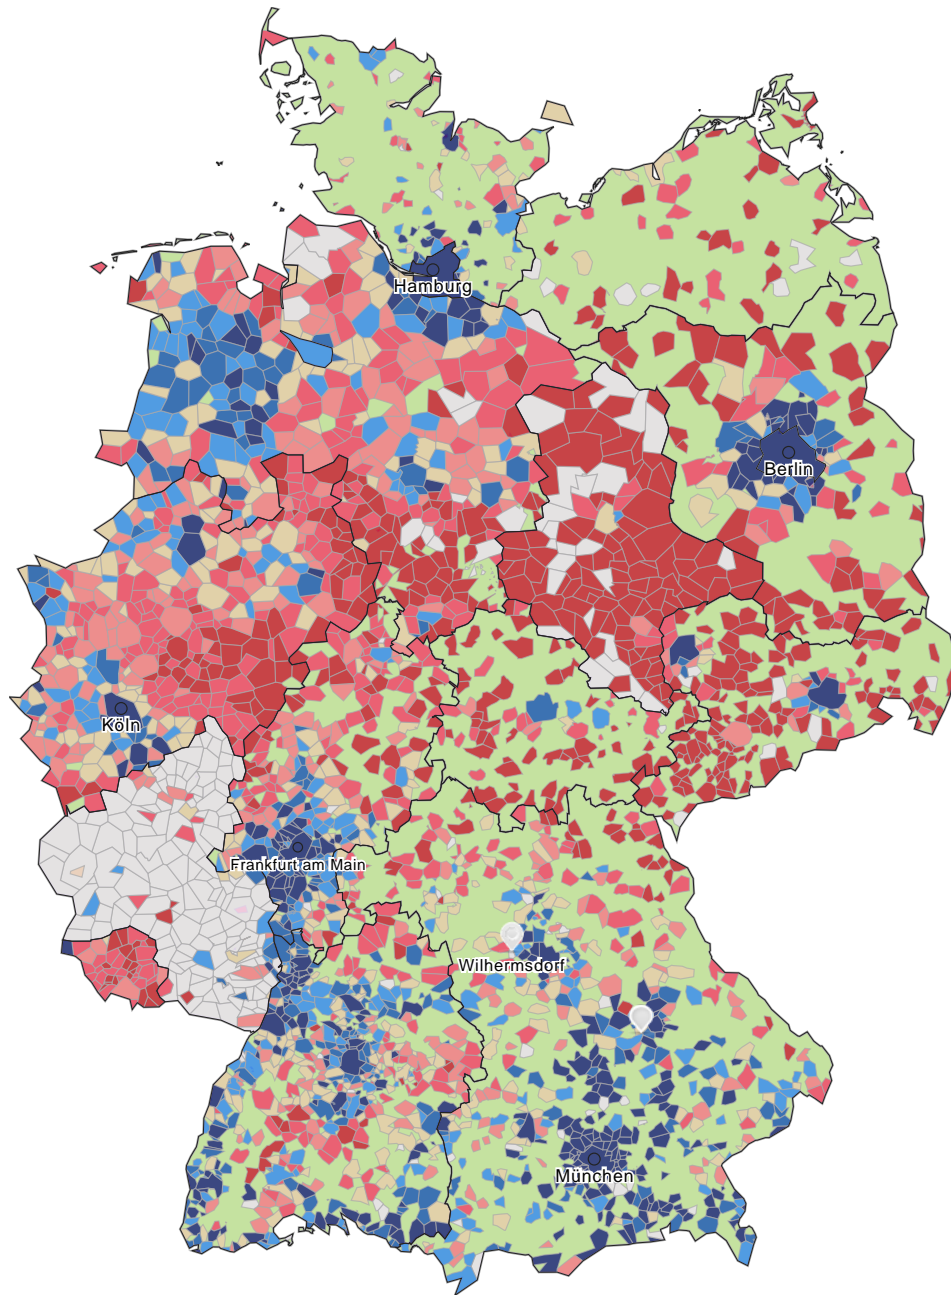 Hamburg
Berlin
Köln
Frankfurt am Main
Wilhermsdorf
München